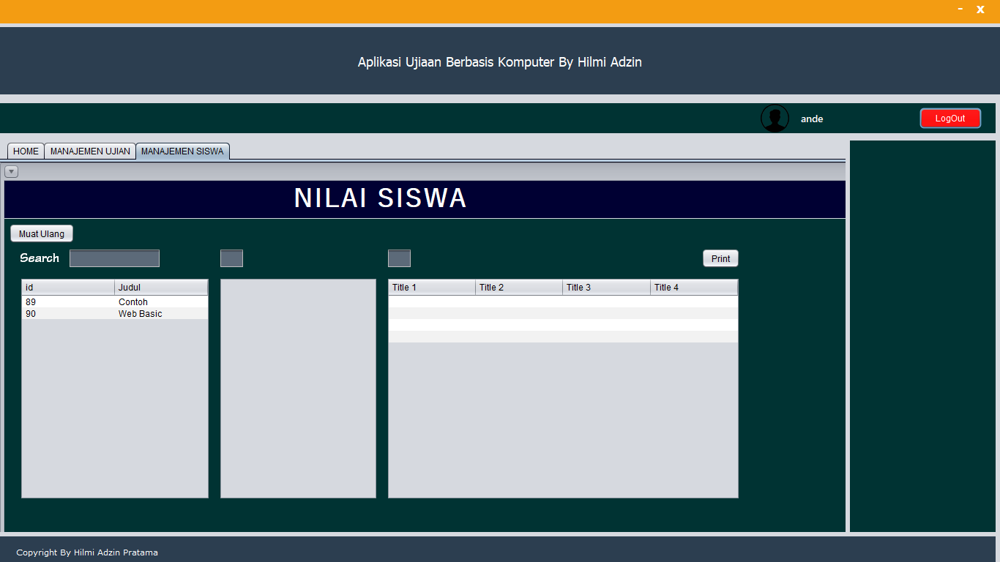 - x
Aplikasi Ujiaan Berbasis Komputer By Hilmi Adzin
ande LogOut
HOME MANAJEMEN UJIAN MANAJEMEN SISWA
NILAI SISWA
Muat Ulang
Search Print
id Judul Title 1 Title 2 Title 3 Title 4
89 Contoh
90 Web Basic
Copyright By Hilmi Adzin Pratama